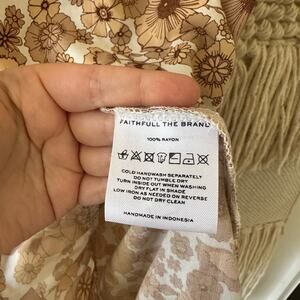 FAITHFULL THE BRAND
100% RAYON
COLD HANDWASH SEPARATELY
DO NOT TUMBLE DRY
TURN INSIDE OUT WHEN WASHING
DRY FLAT IN SHADE
LOW IRON AS NEEDED ON REVERSE
DO NOT DRY CLEAN
HANDMADE IN INDONESIA